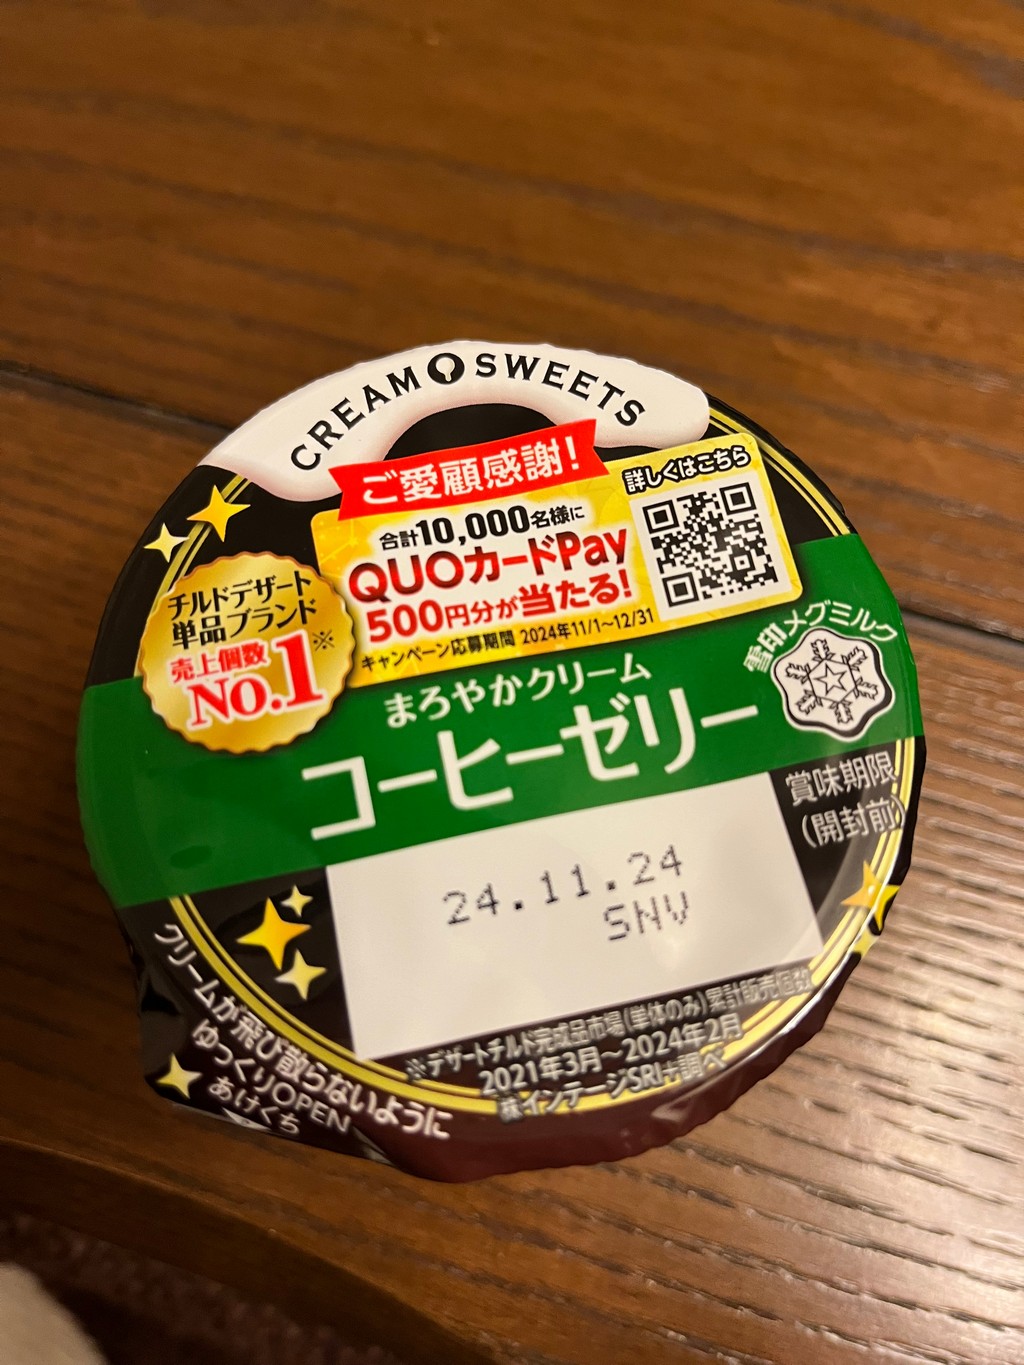 CREAM SWEETS
ご愛顧感謝!
詳しくはこちら
合計10,000名様に
QUOカードPay
500円分が当たる!
キャンペーン応募期間 2024年11/1~12/31
チルドデザート
単品ブランド
売上個数
No.1※
雪印メグミルク
まろやかクリーム
コーヒーゼリー
賞味期限
(開封前)
24.11.24
SNV
※デザートチルド完成品市場(単体のみ)累計販売個数
2021年3月〜2024年2月
㈱インテージSRI+調べ
クリームが飛び散らないように
ゆっくりOPEN
あけくち